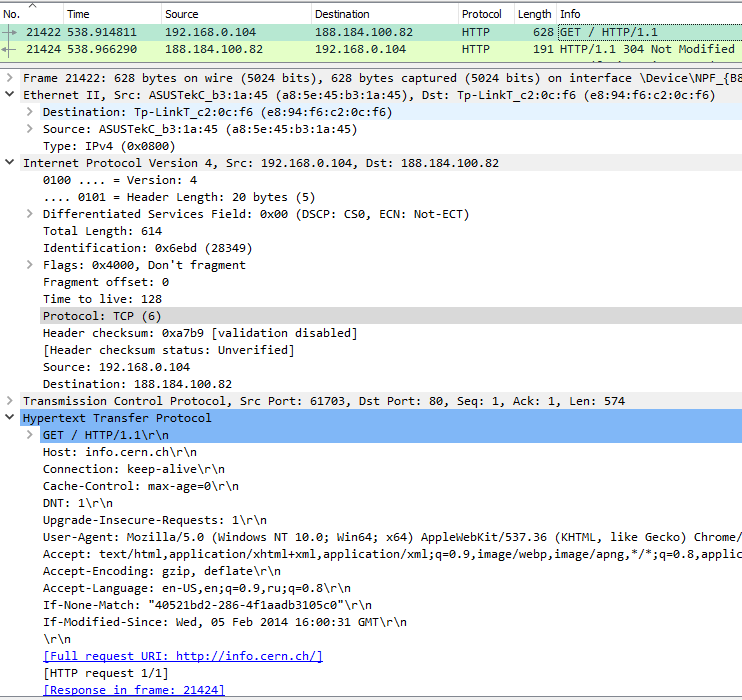 No. Time Source Destination Protocol Length Info
21422 538.914811 192.168.0.104 188.184.100.82 HTTP 628 GET / HTTP/1.1
21424 538.966290 188.184.100.82 192.168.0.104 HTTP 191 HTTP/1.1 304 Not Modified
Frame 21422: 628 bytes on wire (5024 bits), 628 bytes captured (5024 bits) on interface \Device\NPF_{B8
Ethernet II, Src: ASUSTekC_b3:1a:45 (a8:5e:45:b3:1a:45), Dst: Tp-LinkT_c2:0c:f6 (e8:94:f6:c2:0c:f6)
Destination: Tp-LinkT_c2:0c:f6 (e8:94:f6:c2:0c:f6)
Source: ASUSTekC_b3:1a:45 (a8:5e:45:b3:1a:45)
Type: IPv4 (0x0800)
Internet Protocol Version 4, Src: 192.168.0.104, Dst: 188.184.100.82
0100 .... = Version: 4
.... 0101 = Header Length: 20 bytes (5)
Differentiated Services Field: 0x00 (DSCP: CS0, ECN: Not-ECT)
Total Length: 614
Identification: 0x6ebd (28349)
Flags: 0x4000, Don't fragment
Fragment offset: 0
Time to live: 128
Protocol: TCP (6)
Header checksum: 0xa7b9 [validation disabled]
[Header checksum status: Unverified]
Source: 192.168.0.104
Destination: 188.184.100.82
Transmission Control Protocol, Src Port: 61703, Dst Port: 80, Seq: 1, Ack: 1, Len: 574
Hypertext Transfer Protocol
GET / HTTP/1.1\r\n
Host: info.cern.ch\r\n
Connection: keep-alive\r\n
Cache-Control: max-age=0\r\n
DNT: 1\r\n
Upgrade-Insecure-Requests: 1\r\n
User-Agent: Mozilla/5.0 (Windows NT 10.0; Win64; x64) AppleWebKit/537.36 (KHTML, like Gecko) Chrome/
Accept: text/html,application/xhtml+xml,application/xml;q=0.9,image/webp,image/apng,*/*;q=0.8,applic
Accept-Encoding: gzip, deflate\r\n
Accept-Language: en-US,en;q=0.9,ru;q=0.8\r\n
If-None-Match: "40521bd2-286-4f1aadb3105c0"\r\n
If-Modified-Since: Wed, 05 Feb 2014 16:00:31 GMT\r\n
\r\n
[Full request URI: http://info.cern.ch/]
[HTTP request 1/1]
[Response in frame: 21424]